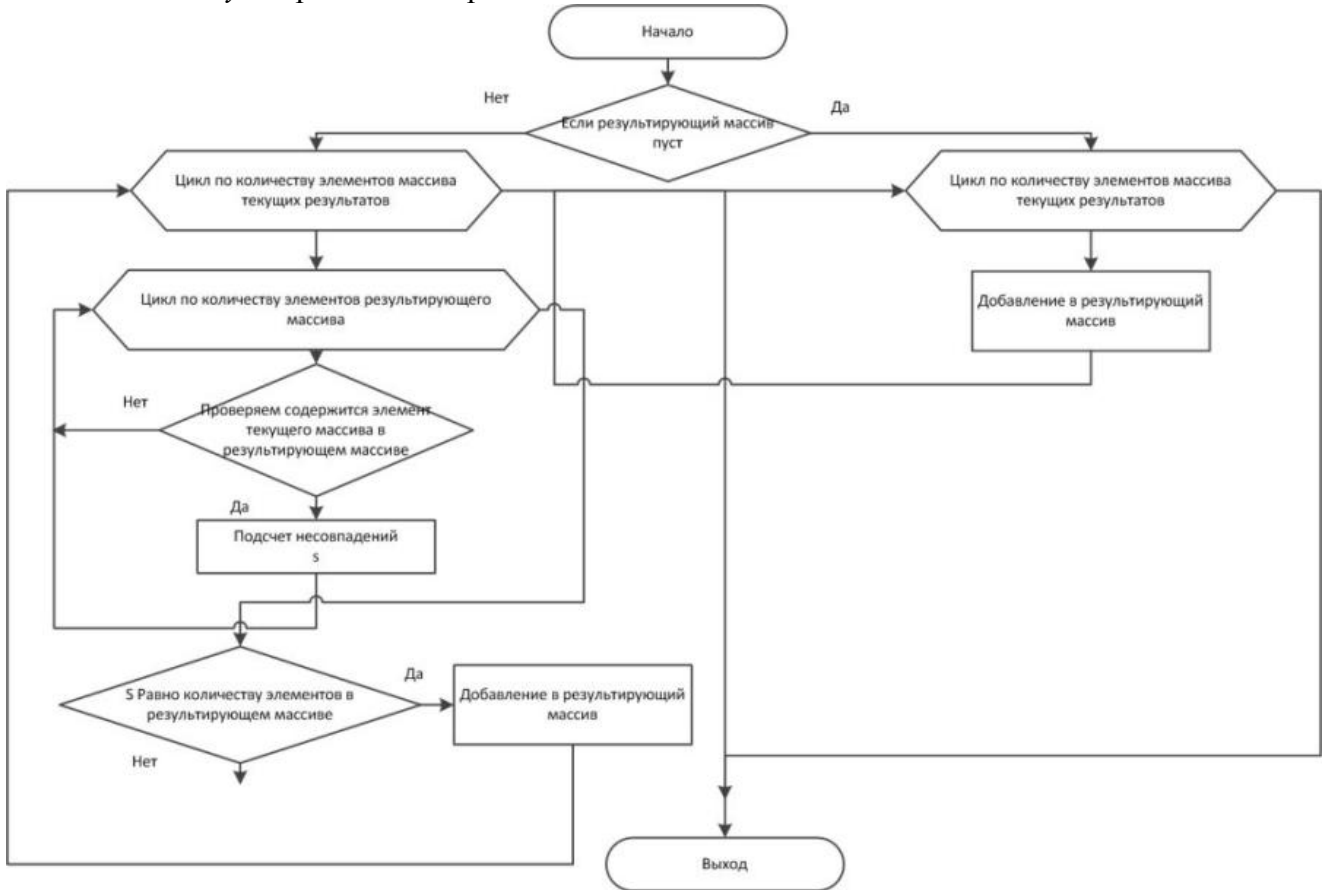 Начало
Нет
Да
Если результирующий массив
пуст
Цикл по количеству элементов массива
текущих результатов
Цикл по количеству элементов массива
текущих результатов
Цикл по количеству элементов результирующего
массива
Добавление в результирующий
массив
Нет
Проверяем содержится элемент
текущего массива в
результирующем массиве
Да
Подсчет несовпадений
s
S Равно количеству элементов в
результирующем массиве
Да
Добавление в результирующий
массив
Нет
Выход